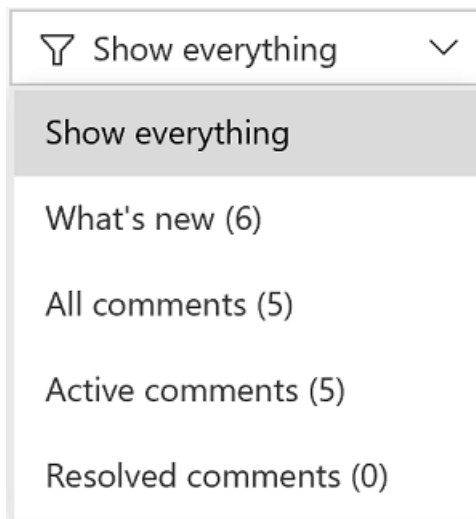 Show everything
Show everything
What's new (6)
All comments (5)
Active comments (5)
Resolved comments (0)